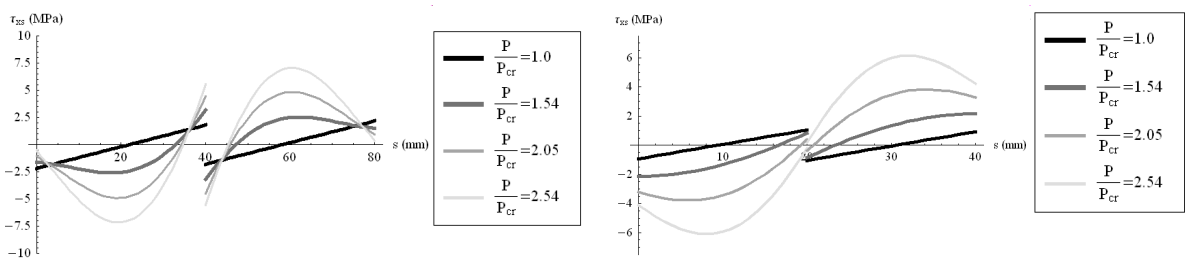 τxs (MPa)
10
7.5
5
2.5
−2.5
−5
−7.5
−10
20
40
60
80
s (mm)
P/Pcr=1.0
P/Pcr=1.54
P/Pcr=2.05
P/Pcr=2.54
τxs (MPa)
6
4
2
−2
−4
−6
10
20
30
40
s (mm)
P/Pcr=1.0
P/Pcr=1.54
P/Pcr=2.05
P/Pcr=2.54